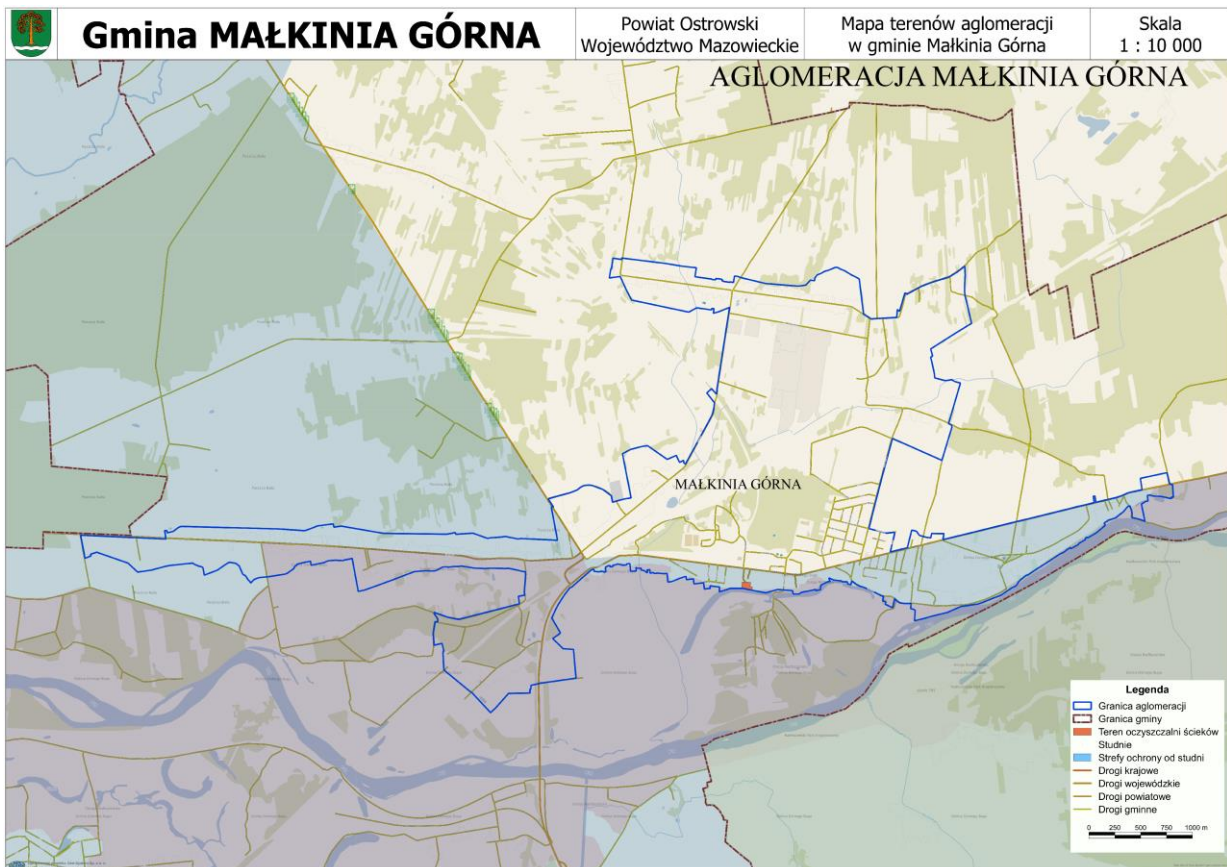 Gmina MAŁKINIA GÓRNA
Powiat Ostrowski
Województwo Mazowieckie
Mapa terenów aglomeracji
w gminie Małkinia Górna
Skala
1 : 10 000
AGLOMERACJA MAŁKINIA GÓRNA
MAŁKINIA GÓRNA
Legenda
Granica aglomeracji
Granica gminy
Teren oczyszczalni ścieków
Studnie
Strefy ochrony od studni
Drogi krajowe
Drogi wojewódzkie
Drogi powiatowe
Drogi gminne
0 250 500 750 1000 m